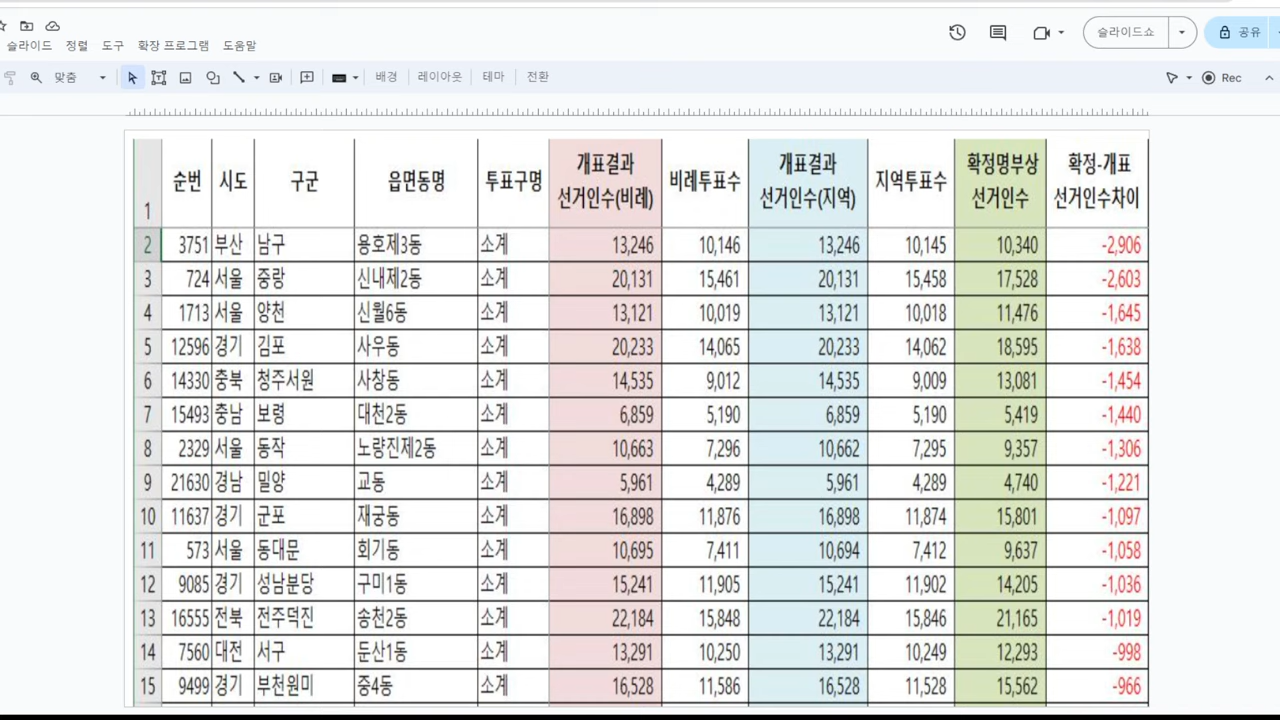 슬라이드 정렬 도구 확장 프로그램 도움말 슬라이드쇼 공유
맞춤 배경 레이아웃 테마 전환 Rec
1 순번 시도 구군 읍면동명 투표구명 개표결과 선거인수(비례) 비례투표수 개표결과 선거인수(지역) 지역투표수 확정명부상 선거인수 확정-개표 선거인수차이
2 3751 부산 남구 용호제3동 소계 13,246 10,146 13,246 10,145 10,340 -2,906
3 724 서울 중랑 신내제2동 소계 20,131 15,461 20,131 15,458 17,528 -2,603
4 1713 서울 양천 신월6동 소계 13,121 10,019 13,121 10,018 11,476 -1,645
5 12596 경기 김포 사우동 소계 20,233 14,065 20,233 14,062 18,595 -1,638
6 14330 충북 청주서원 사창동 소계 14,535 9,012 14,535 9,009 13,081 -1,454
7 15493 충남 보령 대천2동 소계 6,859 5,190 6,859 5,190 5,419 -1,440
8 2329 서울 동작 노량진제2동 소계 10,663 7,296 10,662 7,295 9,357 -1,306
9 21630 경남 밀양 교동 소계 5,961 4,289 5,961 4,289 4,740 -1,221
10 11637 경기 군포 재궁동 소계 16,898 11,876 16,898 11,874 15,801 -1,097
11 573 서울 동대문 회기동 소계 10,695 7,411 10,694 7,412 9,637 -1,058
12 9085 경기 성남분당 구미1동 소계 15,241 11,905 15,241 11,902 14,205 -1,036
13 16555 전북 전주덕진 송천2동 소계 22,184 15,848 22,184 15,846 21,165 -1,019
14 7560 대전 서구 둔산1동 소계 13,291 10,250 13,291 10,249 12,293 -998
15 9499 경기 부천원미 중4동 소계 16,528 11,586 16,528 11,528 15,562 -966